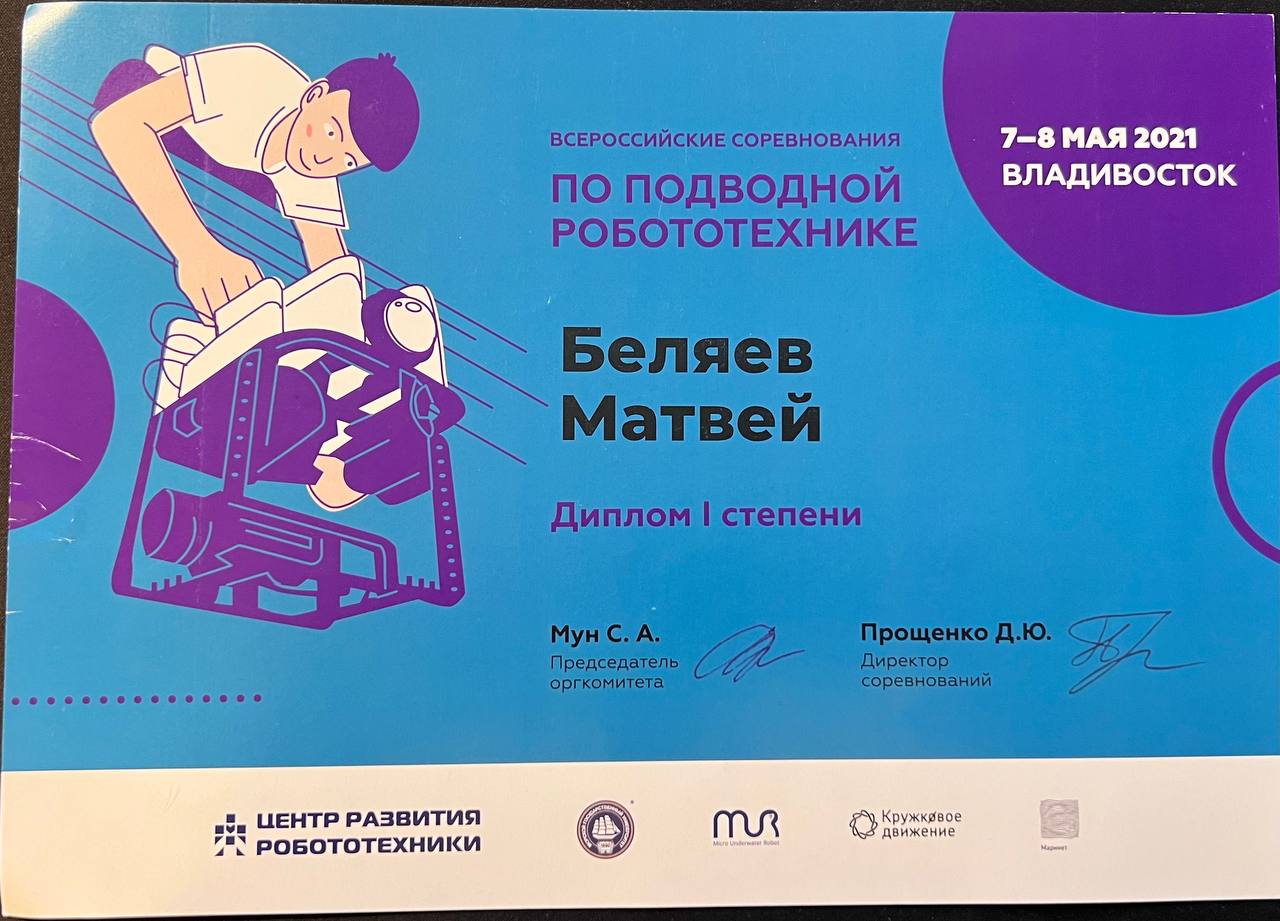 ВСЕРОССИЙСКИЕ СОРЕВНОВАНИЯ
ПО ПОДВОДНОЙ
РОБОТОТЕХНИКЕ
7–8 МАЯ 2021
ВЛАДИВОСТОК
Беляев
Матвей
Диплом I степени
Мун С. А.
Председатель
оргкомитета
Прощенко Д.Ю.
Директор
соревнований
ЦЕНТР РАЗВИТИЯ
РОБОТОТЕХНИКИ
MUR
Micro Underwater Robot
Кружковое
движение
Маринет